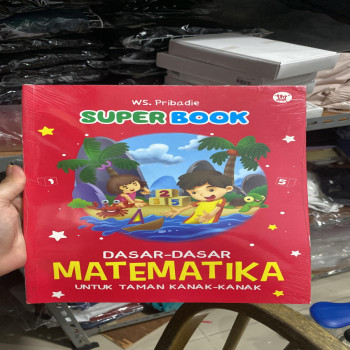 WS. Pribadie
SUPER BOOK
DASAR-DASAR
MATEMATIKA
UNTUK TAMAN KANAK-KANAK